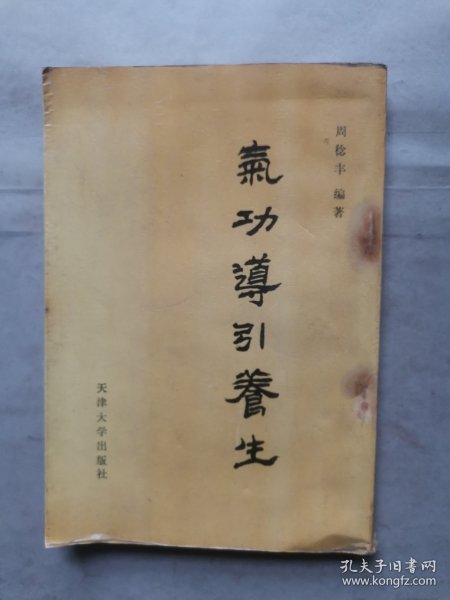 周稔丰 编著
氣功導引養生
天津大学出版社
孔夫子旧书网
www.kongfz.com